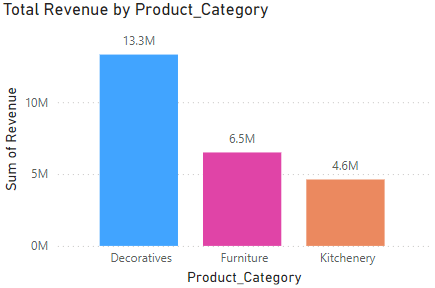 Total Revenue by Product_Category
Sum of Revenue
10M
5M
0M
13.3M
6.5M
4.6M
Decoratives
Furniture
Kitchenery
Product_Category